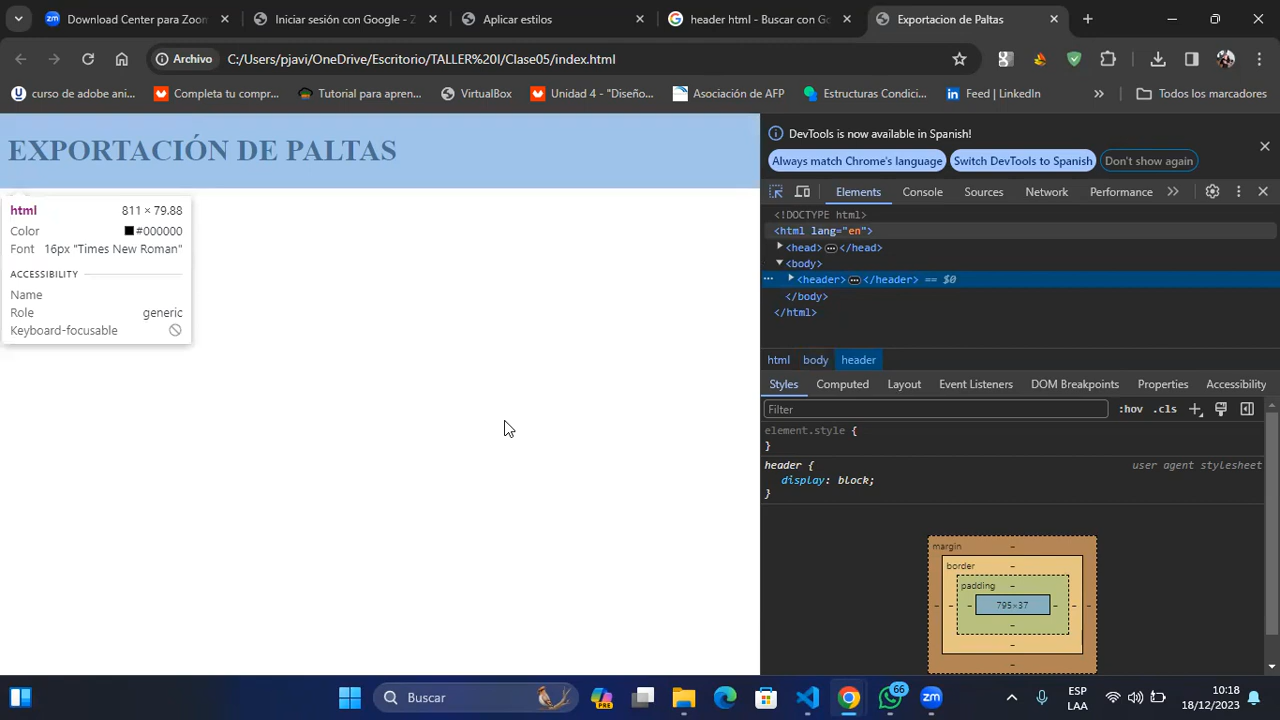 Download Center para Zoom
Iniciar sesión con Google - Z
Aplicar estilos
header html - Buscar con Go
Exportacion de Paltas
Archivo
C:/Users/pjavi/OneDrive/Escritorio/TALLER%20I/Clase05/index.html
curso de adobe ani...
Completa tu compr...
Tutorial para apren...
VirtualBox
Unidad 4 - "Diseño...
Asociación de AFP
Estructuras Condici...
Feed | LinkedIn
Todos los marcadores
EXPORTACIÓN DE PALTAS
html 811 × 79.88
Color #000000
Font 16px "Times New Roman"
ACCESSIBILITY
Name
Role generic
Keyboard-focusable
DevTools is now available in Spanish!
Always match Chrome's language
Switch DevTools to Spanish
Don't show again
Elements Console Sources Network Performance
<!DOCTYPE html>
<html lang="en">
<head> ... </head>
<body>
... <header> ... </header> == $0
</body>
</html>
html body header
Styles Computed Layout Event Listeners DOM Breakpoints Properties Accessibility
Filter
:hov .cls
element.style {
}
header { user agent stylesheet
display: block;
}
margin –
border –
padding –
– – – 795×37 – – –
–
–
–
Buscar
PRE
66
zm
ESP
LAA
10:18
18/12/2023